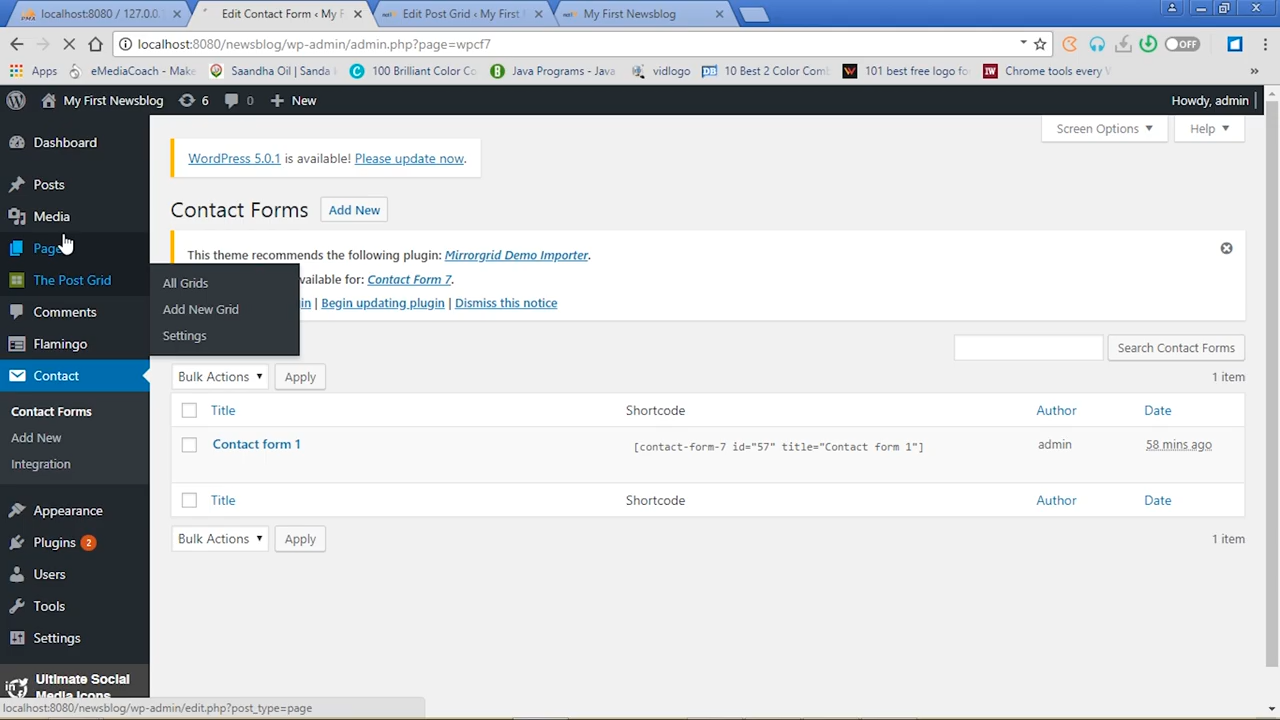 localhost:8080 / 127.0.0.
Edit Contact Form ‹ My F
Edit Post Grid ‹ My First
My First Newsblog
localhost:8080/newsblog/wp-admin/admin.php?page=wpcf7
OFF
Apps
eMediaCoach - Make
Saandha Oil | Sanda
100 Brilliant Color Co
Java Programs - Java
vidlogo
10 Best 2 Color Comb
101 best free logo fo
Chrome tools every W
»
My First Newsblog
6
0
+ New
Howdy, admin
Dashboard
Posts
Media
Pag
The Post Grid
Comments
Flamingo
Contact
Contact Forms
Add New
Integration
Appearance
Plugins 2
Users
Tools
Settings
Ultimate Social
Media Icons
All Grids
Add New Grid
Settings
Screen Options ▼
Help ▼
WordPress 5.0.1 is available! Please update now.
Contact Forms
Add New
This theme recommends the following plugin: Mirrorgrid Demo Importer.
vailable for: Contact Form 7.
in | Begin updating plugin | Dismiss this notice
Search Contact Forms
Bulk Actions ▼
Apply
1 item
Title
Shortcode
Author
Date
Contact form 1
[contact-form-7 id="57" title="Contact form 1"]
admin
58 mins ago
Title
Shortcode
Author
Date
Bulk Actions ▼
Apply
1 item
localhost:8080/newsblog/wp-admin/edit.php?post_type=page